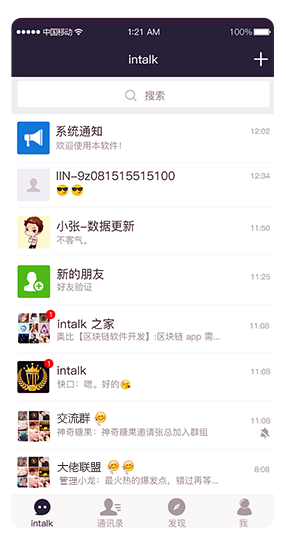 中国移动 1:21 AM 100%
intalk
搜索
系统通知 12:02
欢迎使用本软件！
IIN-9z081515515100 12:34
😎😎
小张-数据更新 11:50
不客气。
新的朋友 11:25
好友验证
1
intalk 之家 11:08
奥比【区块链软件开发】:区块链 app 需...
1
intalk 11:08
快口：嗯。好的😘
交流群 🤗 11:08
神奇糖果：神奇糖果邀请张总加入群组
大佬联盟 🤗🤗 8:08
管理小龙：最火热的爆发点，错过再等...
intalk 通讯录 发现 我